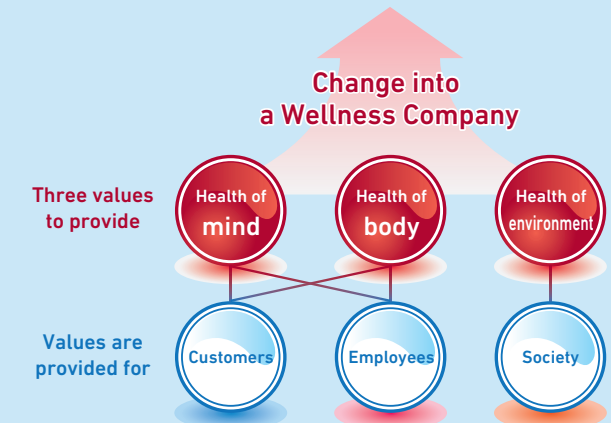 Change into
a Wellness Company
Three values
to provide
Health of
mind
Health of
body
Health of
environment
Values are
provided for
Customers
Employees
Society